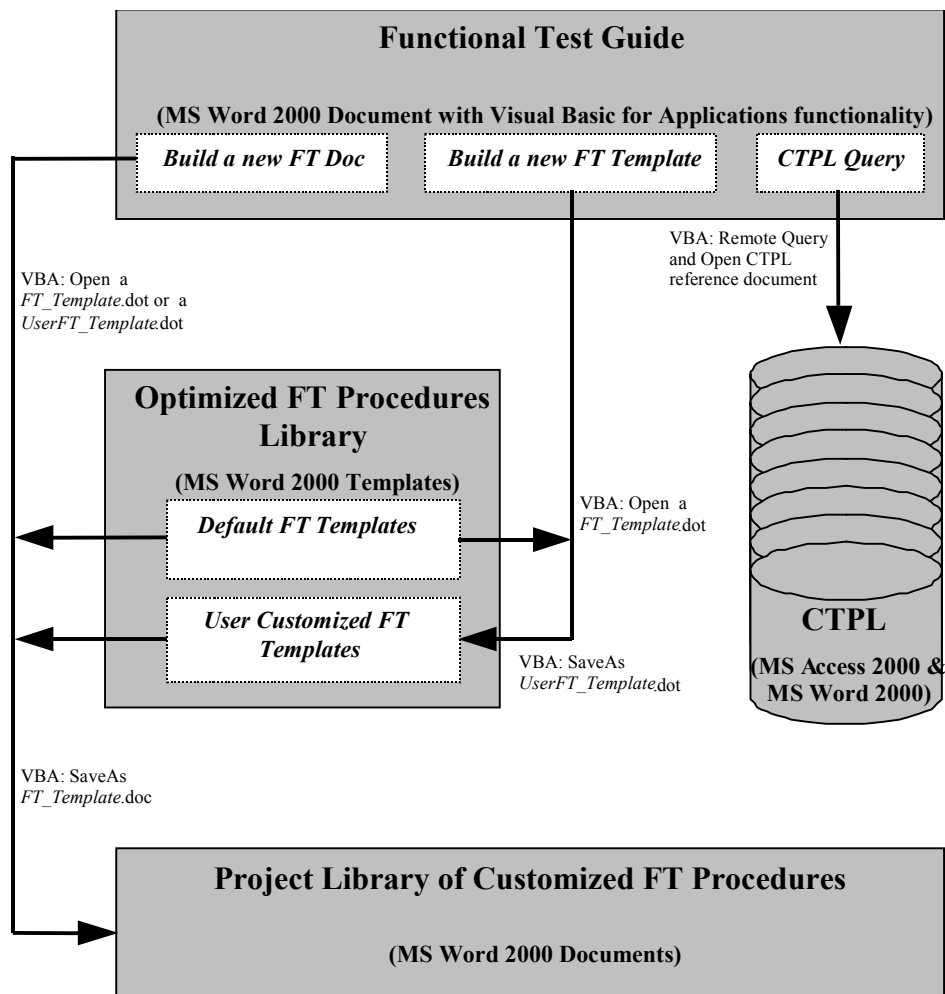 Functional Test Guide
(MS Word 2000 Document with Visual Basic for Applications functionality)
Build a new FT Doc
Build a new FT Template
CTPL Query
VBA: Open a
FT_Template.dot or a
UserFT_Template.dot
VBA: Remote Query
and Open CTPL
reference document
Optimized FT Procedures
Library
(MS Word 2000 Templates)
Default FT Templates
User Customized FT
Templates
VBA: Open a
FT_Template.dot
VBA: SaveAs
UserFT_Template.dot
CTPL
(MS Access 2000 &
MS Word 2000)
VBA: SaveAs
FT_Template.doc
Project Library of Customized FT Procedures
(MS Word 2000 Documents)